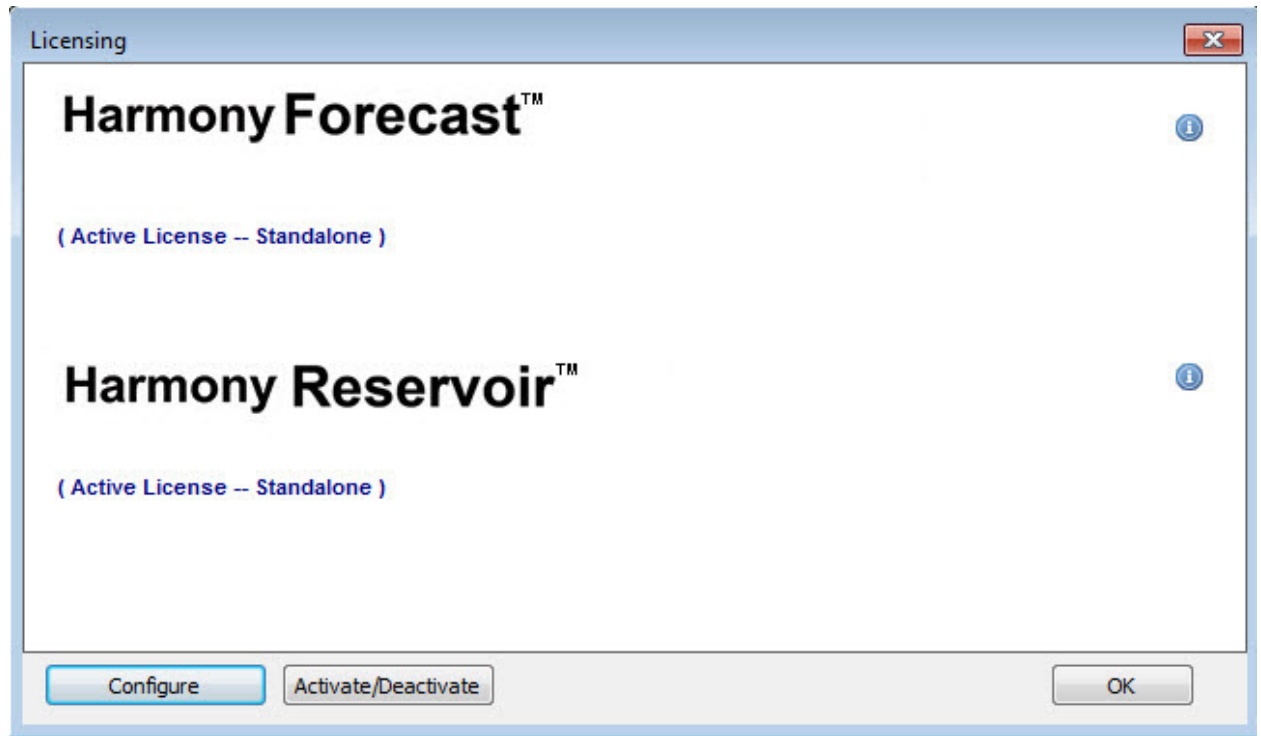 Licensing
Harmony Forecast™
( Active License -- Standalone )
Harmony Reservoir™
( Active License -- Standalone )
Configure Activate/Deactivate OK